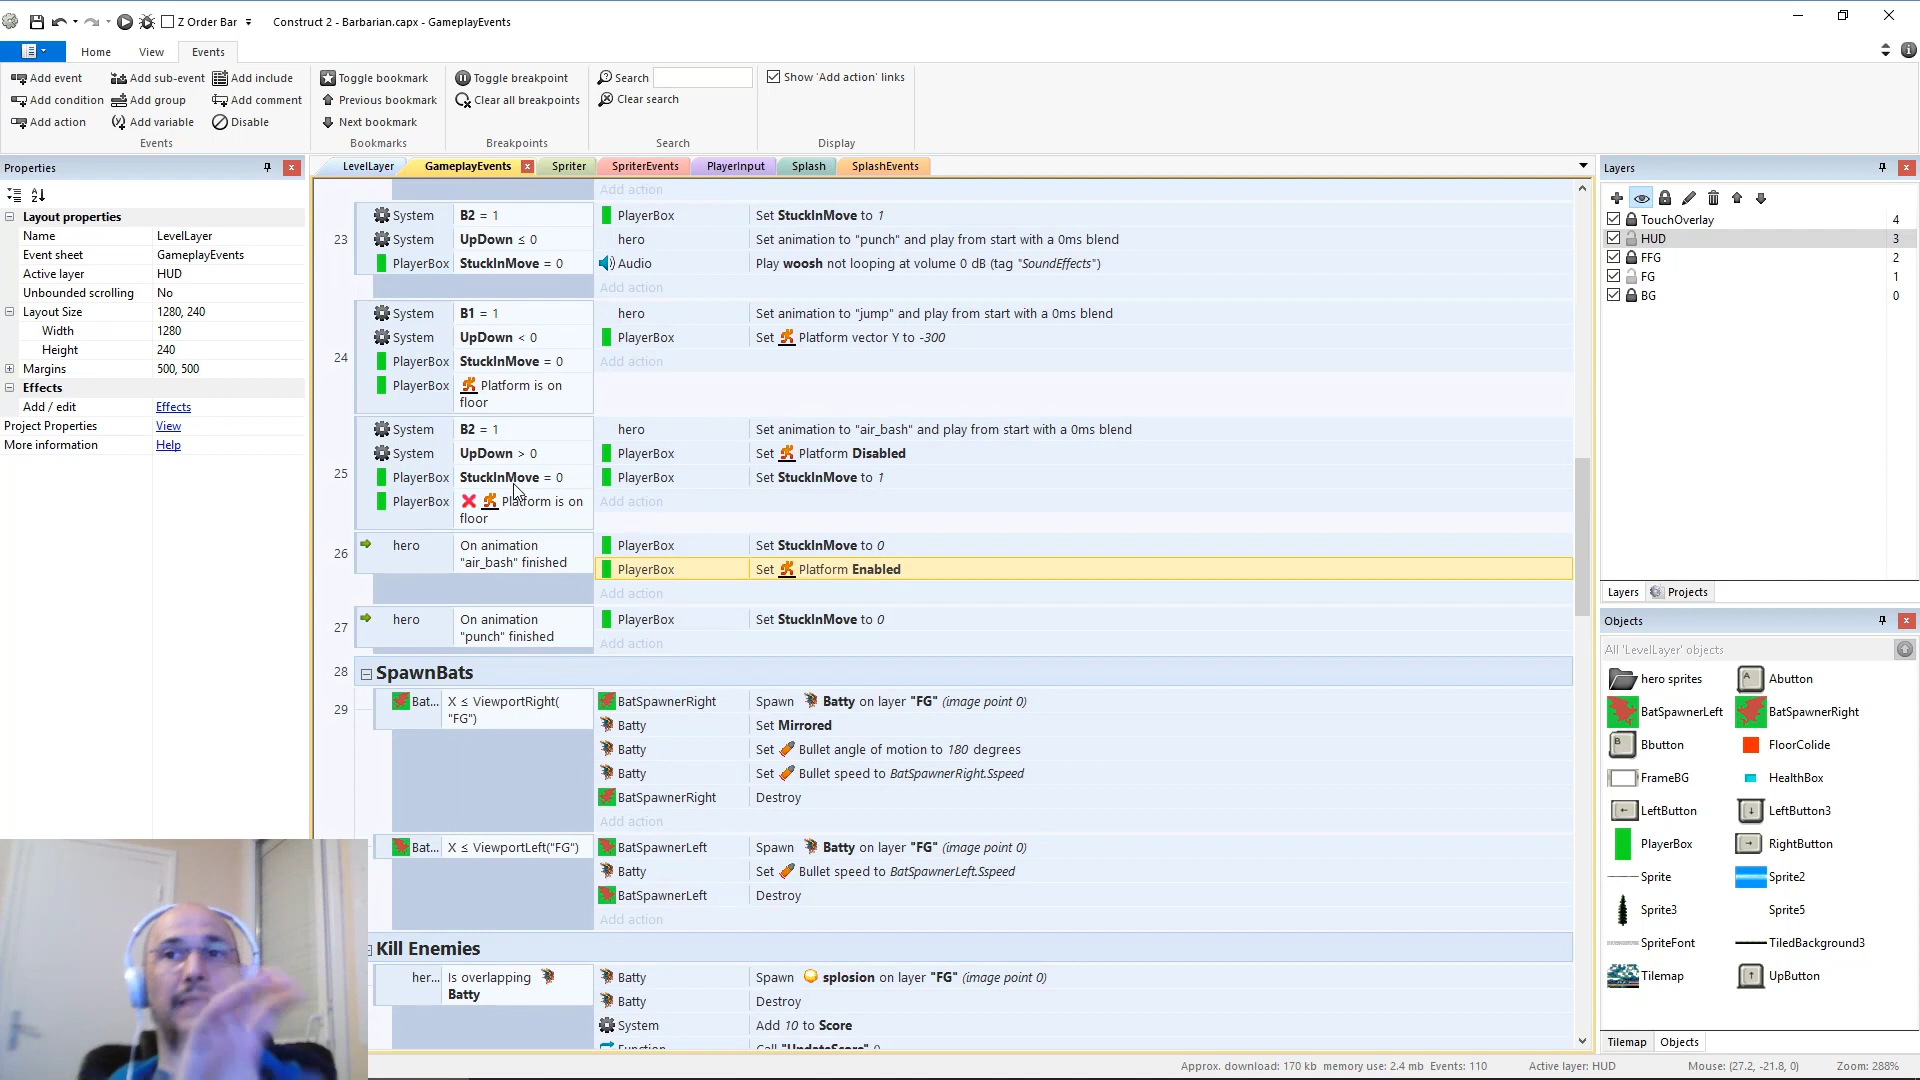 Z Order Bar
Construct 2 - Barbarian.capx - GameplayEvents
Home View Events
Add event Add sub-event Add include
Add condition Add group Add comment
Add action Add variable Disable
Events
Toggle bookmark
Previous bookmark
Next bookmark
Bookmarks
Toggle breakpoint
Clear all breakpoints
Breakpoints
Search
Clear search
Search
Show 'Add action' links
Display
Properties
Layout properties
Name LevelLayer
Event sheet GameplayEvents
Active layer HUD
Unbounded scrolling No
Layout Size 1280, 240
Width 1280
Height 240
Margins 500, 500
Effects
Add / edit Effects
Project Properties View
More information Help
LevelLayer GameplayEvents Spriter SpriterEvents PlayerInput Splash SplashEvents
Add action
23
System B2 = 1 PlayerBox Set StuckInMove to 1
System UpDown ≤ 0 hero Set animation to "punch" and play from start with a 0ms blend
PlayerBox StuckInMove = 0 Audio Play woosh not looping at volume 0 dB (tag "SoundEffects")
Add action
24
System B1 = 1 hero Set animation to "jump" and play from start with a 0ms blend
System UpDown < 0 PlayerBox Set Platform vector Y to -300
PlayerBox StuckInMove = 0 Add action
PlayerBox Platform is on
floor
25
System B2 = 1 hero Set animation to "air_bash" and play from start with a 0ms blend
System UpDown > 0 PlayerBox Set Platform Disabled
PlayerBox StuckInMove = 0 PlayerBox Set StuckInMove to 1
PlayerBox Platform is on Add action
floor
26
hero On animation PlayerBox Set StuckInMove to 0
"air_bash" finished PlayerBox Set Platform Enabled
Add action
27
hero On animation PlayerBox Set StuckInMove to 0
"punch" finished Add action
28 SpawnBats
29
Bat... X ≤ ViewportRight( BatSpawnerRight Spawn Batty on layer "FG" (image point 0)
"FG") Batty Set Mirrored
Batty Set Bullet angle of motion to 180 degrees
Batty Set Bullet speed to BatSpawnerRight.Sspeed
BatSpawnerRight Destroy
Add action
Bat... X ≤ ViewportLeft("FG") BatSpawnerLeft Spawn Batty on layer "FG" (image point 0)
Batty Set Bullet speed to BatSpawnerLeft.Sspeed
BatSpawnerLeft Destroy
Add action
Kill Enemies
her... Is overlapping Batty Spawn splosion on layer "FG" (image point 0)
Batty Batty Destroy
System Add 10 to Score
Function Call "UpdateScore" ()
Layers
TouchOverlay 4
HUD 3
FFG 2
FG 1
BG 0
Layers Projects
Objects
All 'LevelLayer' objects
hero sprites Abutton
BatSpawnerLeft BatSpawnerRight
Bbutton FloorColide
FrameBG HealthBox
LeftButton LeftButton3
PlayerBox RightButton
Sprite Sprite2
Sprite3 Sprite5
SpriteFont TiledBackground3
Tilemap UpButton
Tilemap Objects
Approx. download: 170 kb memory use: 2.4 mb Events: 110 Active layer: HUD Mouse: (27.2, -21.8, 0) Zoom: 288%